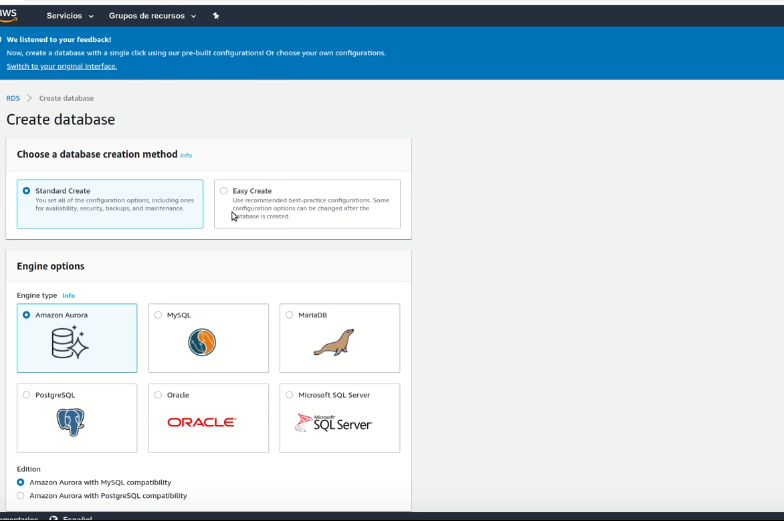 aws
Servicios
Grupos de recursos
We listened to your feedback!
Now, create a database with a single click using our pre-built configurations! Or choose your own configurations.
Switch to your original interface.
RDS > Create database
Create database
Choose a database creation method Info
Standard Create
You set all of the configuration options, including ones
for availability, security, backups, and maintenance.
Easy Create
Use recommended best-practice configurations. Some
configuration options can be changed after the
database is created.
Engine options
Engine type Info
Amazon Aurora
MySQL
MariaDB
PostgreSQL
Oracle
ORACLE
Microsoft SQL Server
Microsoft
SQL Server
Edition
Amazon Aurora with MySQL compatibility
Amazon Aurora with PostgreSQL compatibility
Español